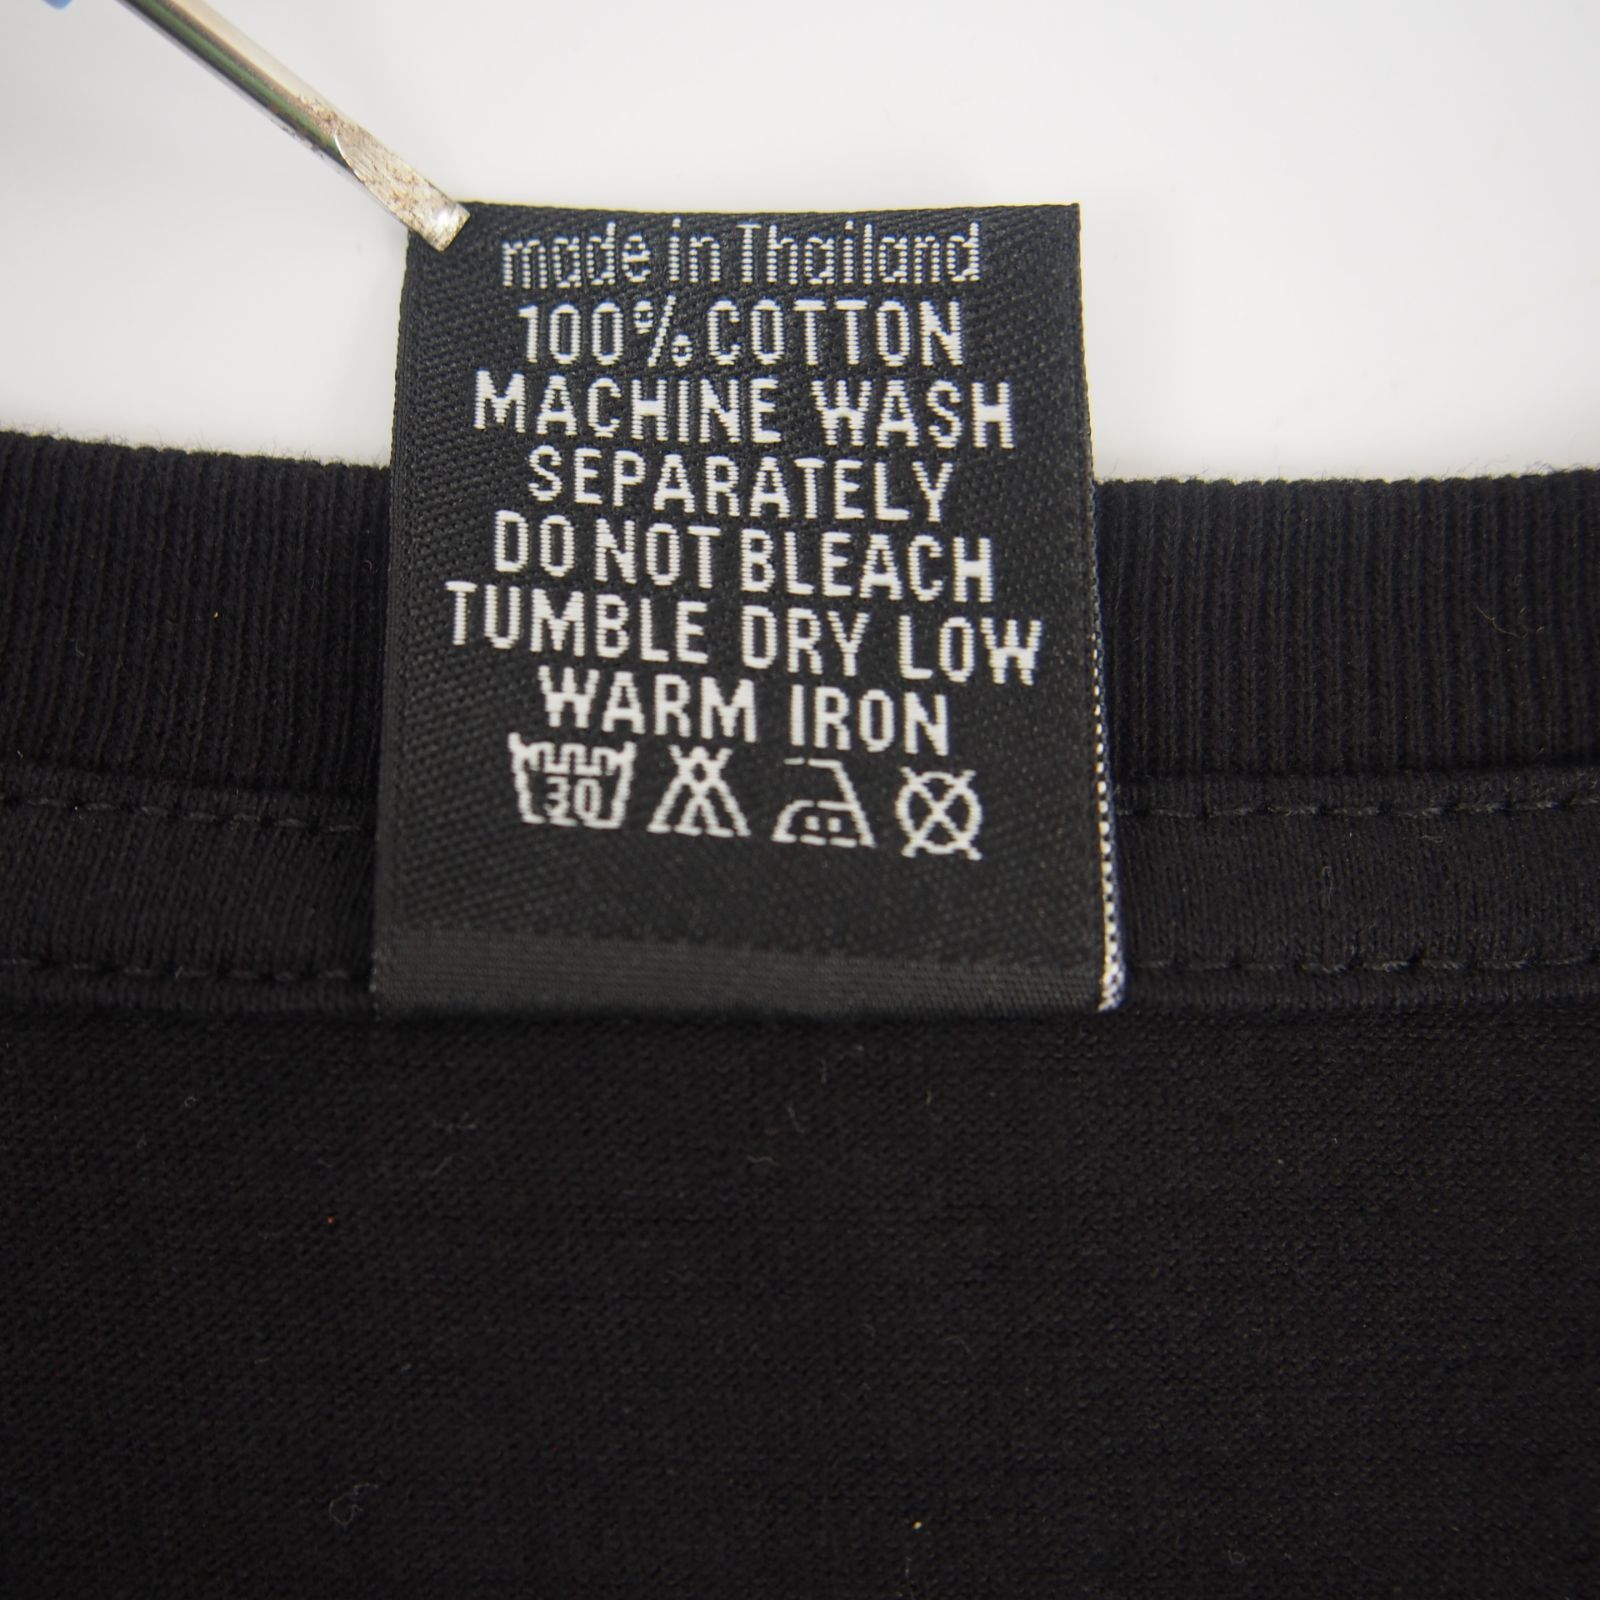 made in Thailand
100% COTTON
MACHINE WASH
SEPARATELY
DO NOT BLEACH
TUMBLE DRY LOW
WARM IRON
30